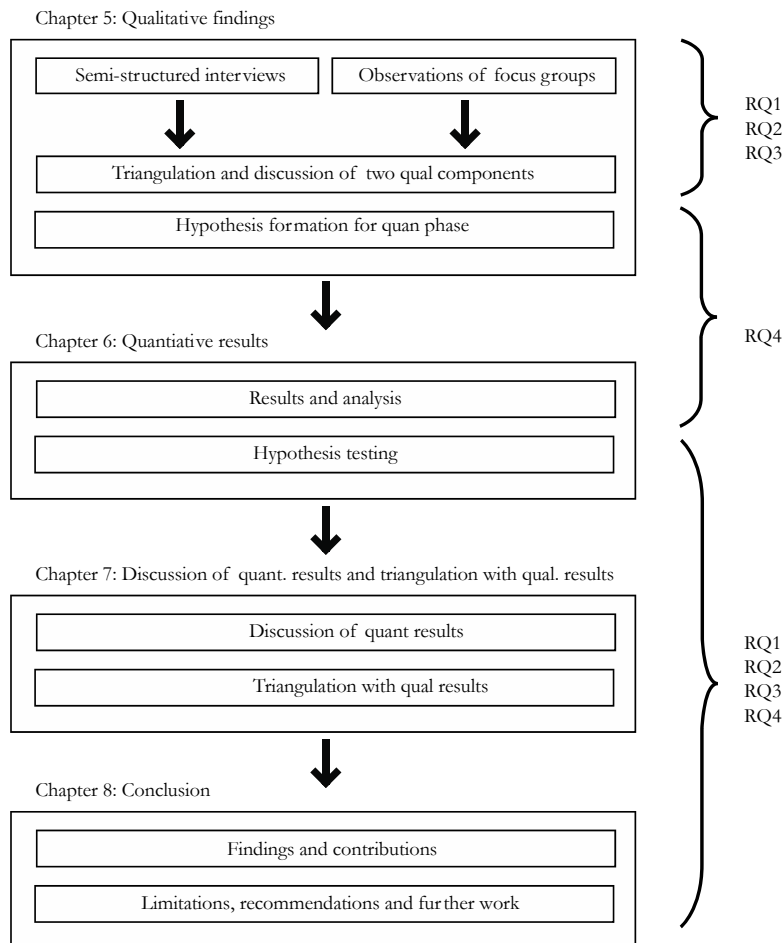 Chapter 5: Qualitative findings
Semi-structured interviews
Observations of focus groups
Triangulation and discussion of two qual components
Hypothesis formation for quan phase
RQ1
RQ2
RQ3
Chapter 6: Quantiative results
Results and analysis
Hypothesis testing
RQ4
Chapter 7: Discussion of quant. results and triangulation with qual. results
Discussion of quant results
Triangulation with qual results
Chapter 8: Conclusion
Findings and contributions
Limitations, recommendations and further work
RQ1
RQ2
RQ3
RQ4